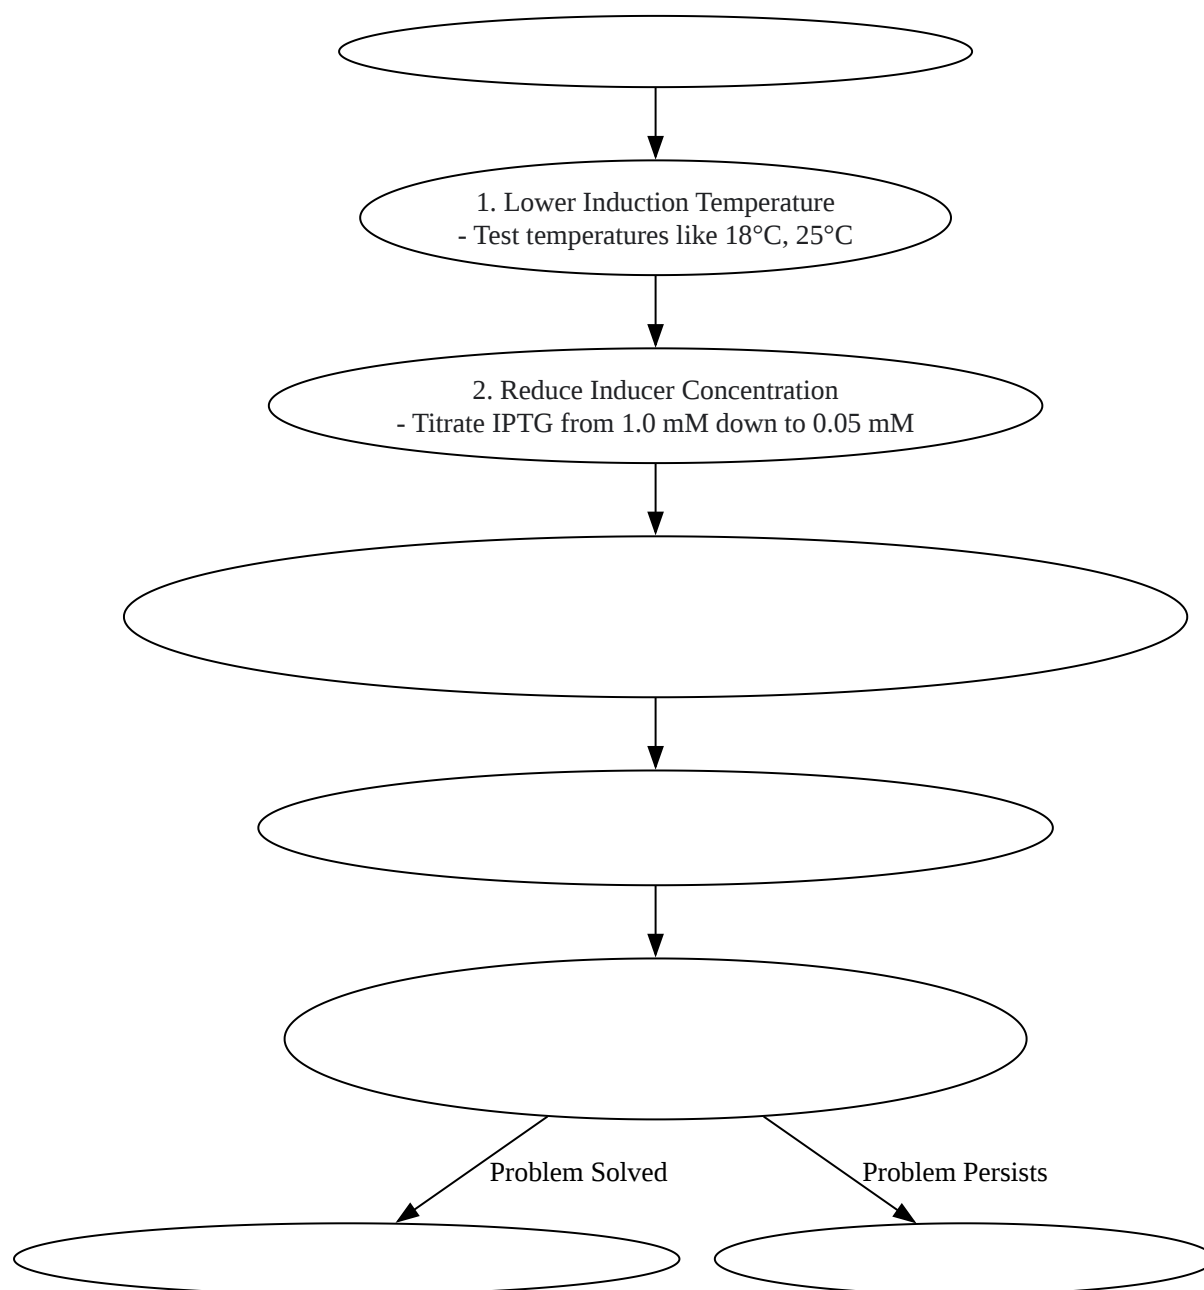 1. Lower Induction Temperature
- Test temperatures like 18°C, 25°C
2. Reduce Inducer Concentration
- Titrate IPTG from 1.0 mM down to 0.05 mM
Problem Solved
Problem Persists